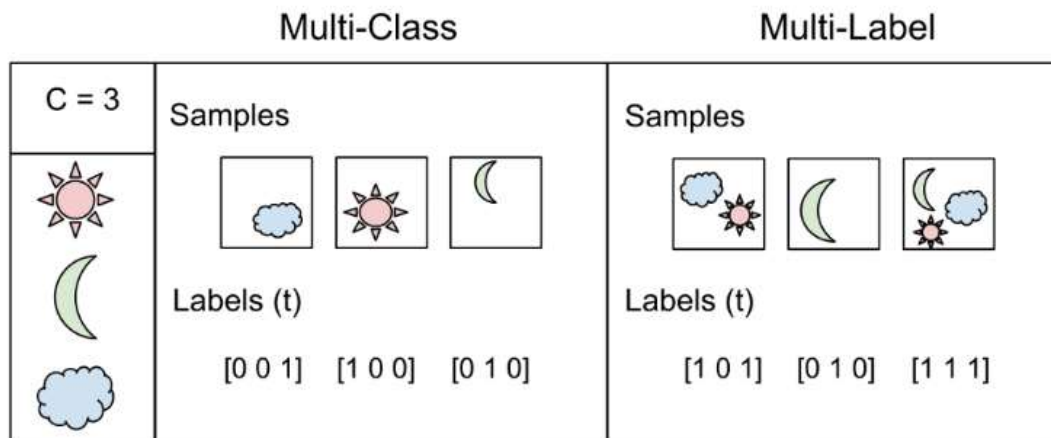 Multi-Class
Multi-Label
C = 3
Samples
Samples
Labels (t)
Labels (t)
[0 0 1] [1 0 0] [0 1 0]
[1 0 1] [0 1 0] [1 1 1]